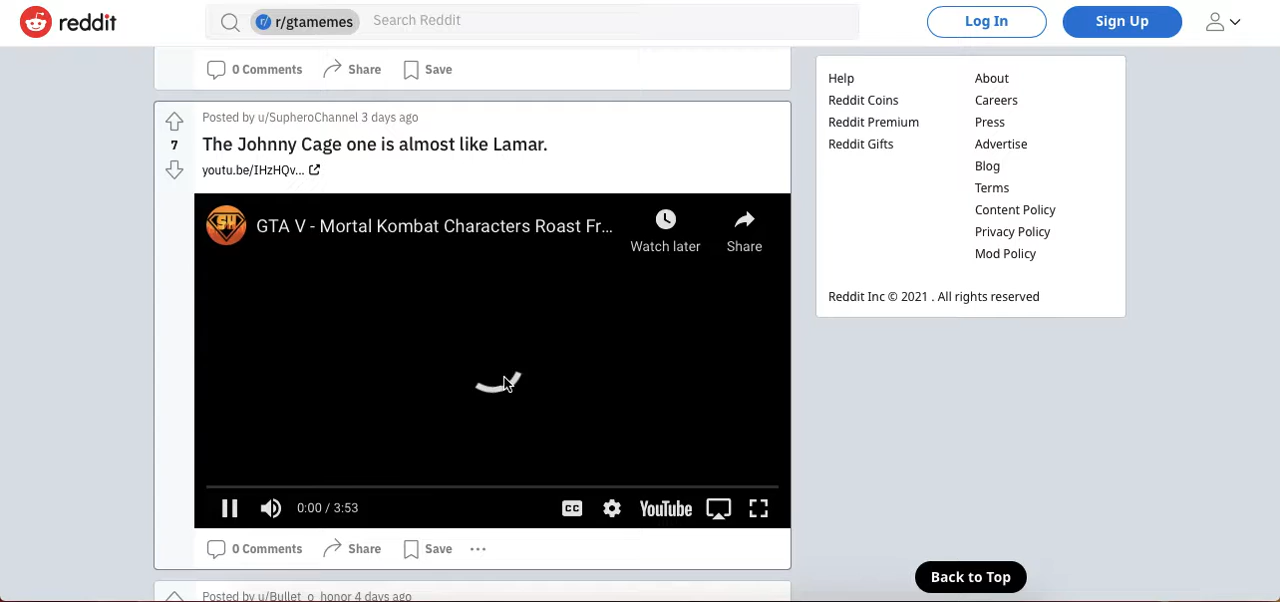 reddit
r/gtamemes Search Reddit
Log In
Sign Up
0 Comments Share Save
Posted by u/SupheroChannel 3 days ago
7
The Johnny Cage one is almost like Lamar.
youtu.be/IHzHQv...
SH
GTA V - Mortal Kombat Characters Roast Fr...
Watch later
Share
0:00 / 3:53
CC
YouTube
0 Comments Share Save ...
Posted by u/Bullet_o_honor 4 days ago
Help
Reddit Coins
Reddit Premium
Reddit Gifts
About
Careers
Press
Advertise
Blog
Terms
Content Policy
Privacy Policy
Mod Policy
Reddit Inc © 2021 . All rights reserved
Back to Top